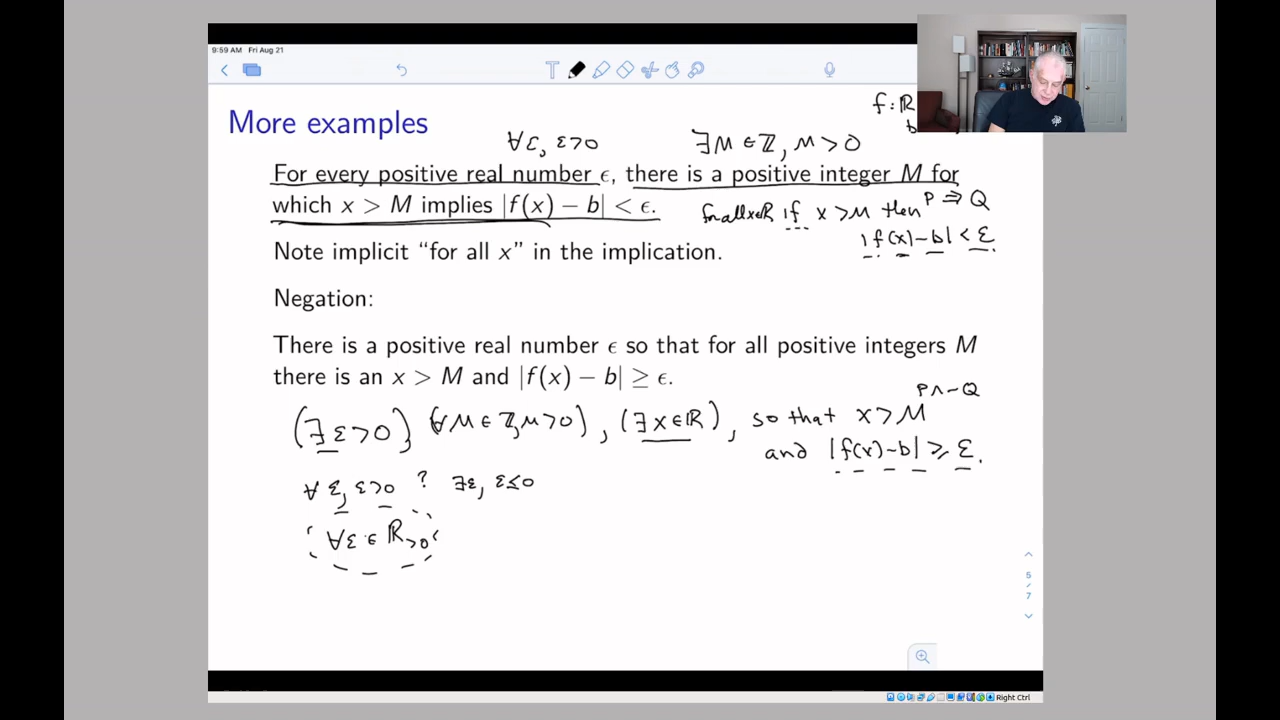 9:59 AM Fri Aug 21
f : ℝ
More examples
∀ε, ε>0 ∃M ∈ ℤ, M > 0
For every positive real number ϵ, there is a positive integer M for
which x > M implies |f(x) − b| < ϵ.
P ⇒ Q
for all x∈ℝ if x > M then
|f(x)−b| < ε
Note implicit “for all x” in the implication.
Negation:
There is a positive real number ϵ so that for all positive integers M
there is an x > M and |f(x) − b| ≥ ϵ.
P ∧ ~Q
(∃ ε > 0), (∀M ∈ ℤ, M > 0), (∃ x ∈ ℝ), so that x > M
and |f(x)−b| ⩾ ε.
∀ ε, ε>0 ? ∃ε, ε≤0
∀ε ∈ ℝ>0
5
/
7
Right Ctrl